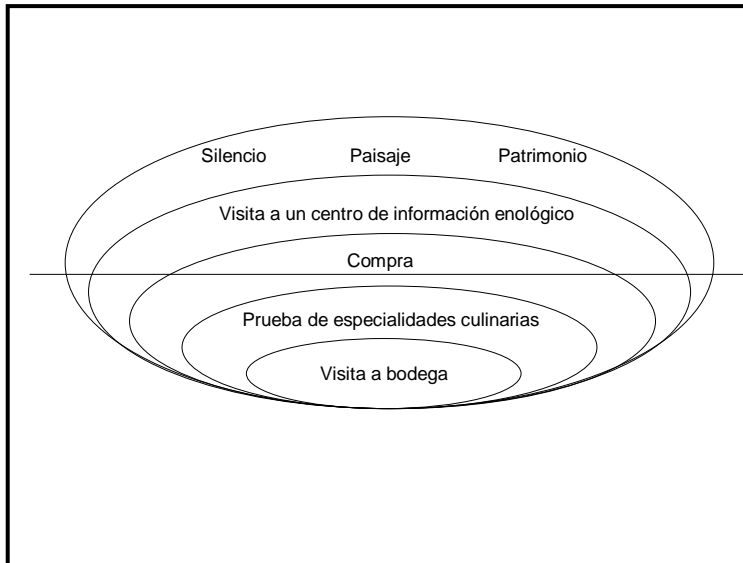 Silencio Paisaje Patrimonio
Visita a un centro de información enológico
Compra
Prueba de especialidades culinarias
Visita a bodega